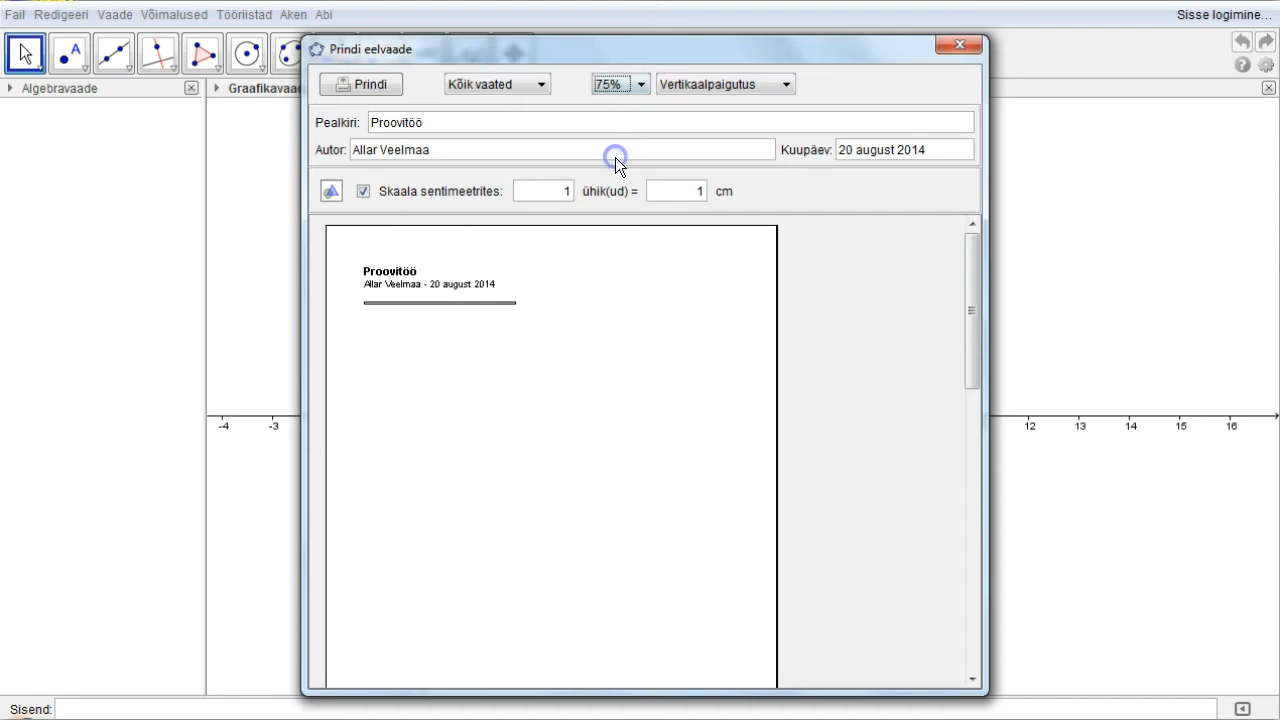 Fail Redigeeri Vaade Võimalused Tööriistad Aken Abi Sisse logimine...
Prindi eelvaade
Algebravaade
Graafikavaa
Prindi Kõik vaated 75% Vertikaalpaigutus
Pealkiri: Proovitöö
Autor: Allar Veelmaa Kuupäev: 20 august 2014
Skaala sentimeetrites: 1 ühik(ud) = 1 cm
Proovitöö
Allar Veelmaa - 20 august 2014
-4 -3 12 13 14 15 16
Sisend: